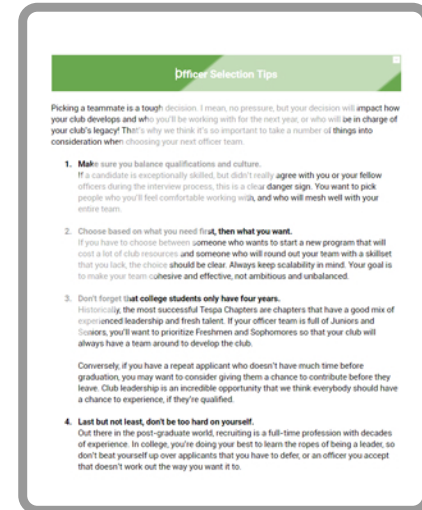 Officer Selection Tips
Picking a teammate is a tough decision. I mean, no pressure, but your decision will impact how
your club develops and who you'll be working with for the next year, or who will be in charge of
your club's legacy! That's why we think it's so important to take a number of things into
consideration when choosing your next officer team.
1. Make sure you balance qualifications and culture.
If a candidate is exceptionally skilled, but didn't really agree with you or your fellow
officers during the interview process, this is a clear danger sign. You want to pick
people who you'll feel comfortable working with, and who will mesh well with your
entire team.
2. Choose based on what you need first, then what you want.
If you have to choose between someone who wants to start a new program that will
cost a lot of club resources and someone who will round out your team with a skillset
that you lack, the choice should be clear. Always keep scalability in mind. Your goal is
to make your team cohesive and effective, not ambitious and unbalanced.
3. Don't forget that college students only have four years.
Historically, the most successful Tespa Chapters are chapters that have a good mix of
experienced leadership and fresh talent. If your officer team is full of Juniors and
Seniors, you'll want to prioritize Freshmen and Sophomores so that your club will
always have a team around to develop the club.
Conversely, if you have a repeat applicant who doesn't have much time before
graduation, you may want to consider giving them a chance to contribute before they
leave. Club leadership is an incredible opportunity that we think everybody should have
a chance to experience, if they're qualified.
4. Last but not least, don't be too hard on yourself.
Out there in the post-graduate world, recruiting is a full-time profession with decades
of experience. In college, you're doing your best to learn the ropes of being a leader, so
don't beat yourself up over applicants that you have to defer, or an officer you accept
that doesn't work out the way you want it to.